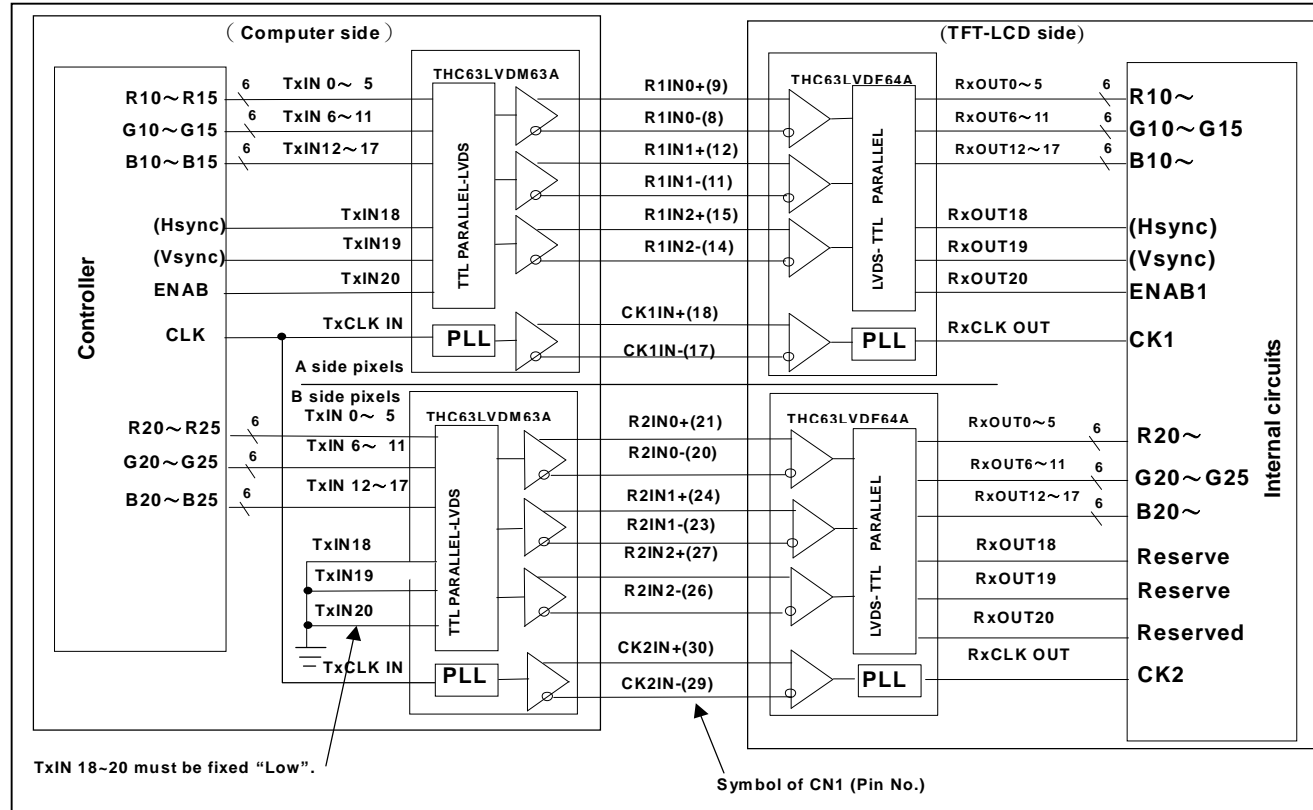 ( Computer side )
(TFT-LCD side)
Controller
THC63LVDM63A
TTL PARALLEL-LVDS
THC63LVDF64A
LVDS- TTL PARALLEL
Internal circuits
R10～R15
6
TxIN 0～ 5
R1IN0+(9)
RxOUT0～5
6
R10～
G10～G15
6
TxIN 6～11
R1IN0-(8)
RxOUT6～11
6
G10～G15
B10～B15
6
TxIN12～17
R1IN1+(12)
RxOUT12～17
6
B10～
R1IN1-(11)
(Hsync)
TxIN18
R1IN2+(15)
RxOUT18
(Hsync)
(Vsync)
TxIN19
R1IN2-(14)
RxOUT19
(Vsync)
ENAB
TxIN20
RxOUT20
ENAB1
CLK
TxCLK IN
PLL
CK1IN+(18)
CK1IN-(17)
PLL
RxCLK OUT
CK1
A side pixels
B side pixels
THC63LVDM63A
TTL PARALLEL-LVDS
THC63LVDF64A
LVDS- TTL PARALLEL
R20～R25
6
TxIN 0～ 5
R2IN0+(21)
RxOUT0～5
6
R20～
G20～G25
6
TxIN 6～ 11
R2IN0-(20)
RxOUT6～11
6
G20～G25
B20～B25
6
TxIN 12～17
R2IN1+(24)
RxOUT12～17
6
B20～
R2IN1-(23)
TxIN18
R2IN2+(27)
RxOUT18
Reserve
TxIN19
R2IN2-(26)
RxOUT19
Reserve
TxIN20
RxOUT20
Reserved
TxCLK IN
PLL
CK2IN+(30)
CK2IN-(29)
PLL
RxCLK OUT
CK2
TxIN 18~20 must be fixed “Low”.
Symbol of CN1 (Pin No.)